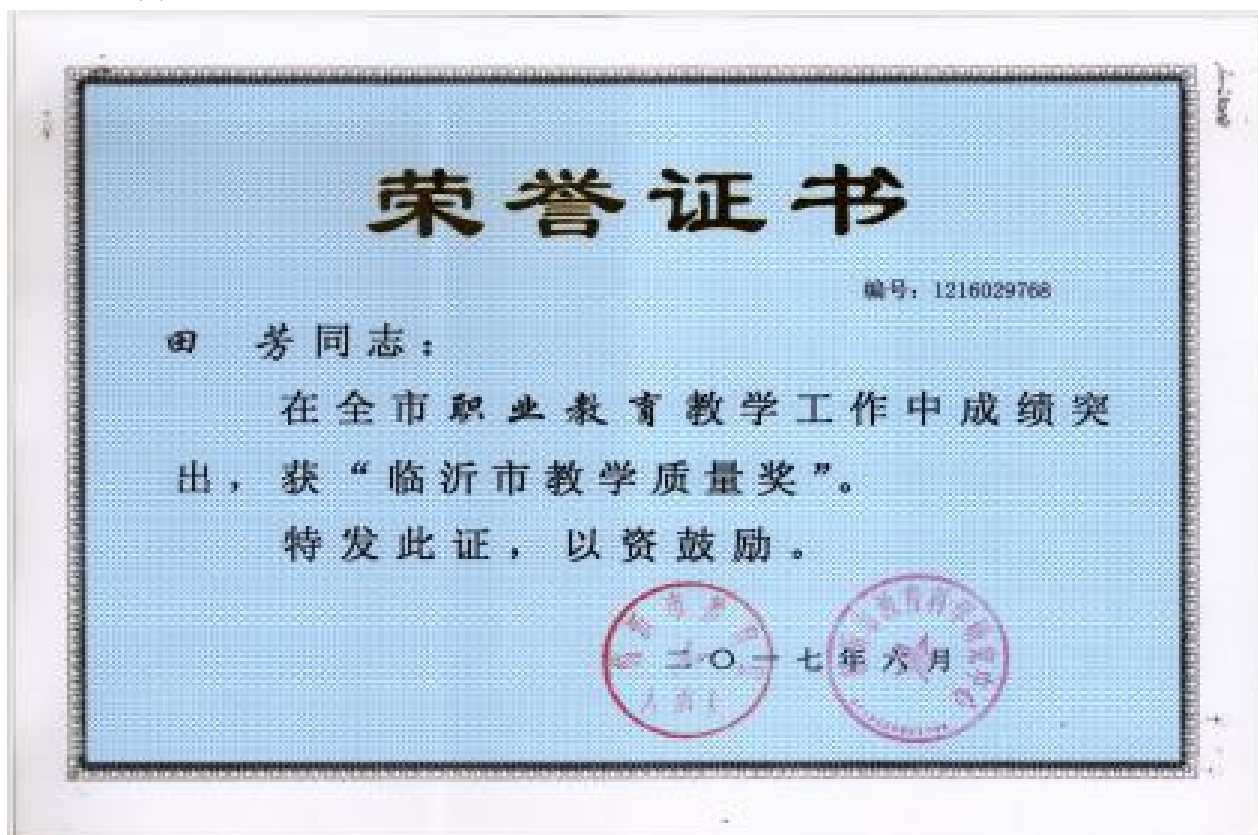 荣誉证书
编号：1216029768
田 芳同志：
在全市职业教育教学工作中成绩突
出，获“临沂市教学质量奖”。
特发此证，以资鼓励。
二〇一七年六月